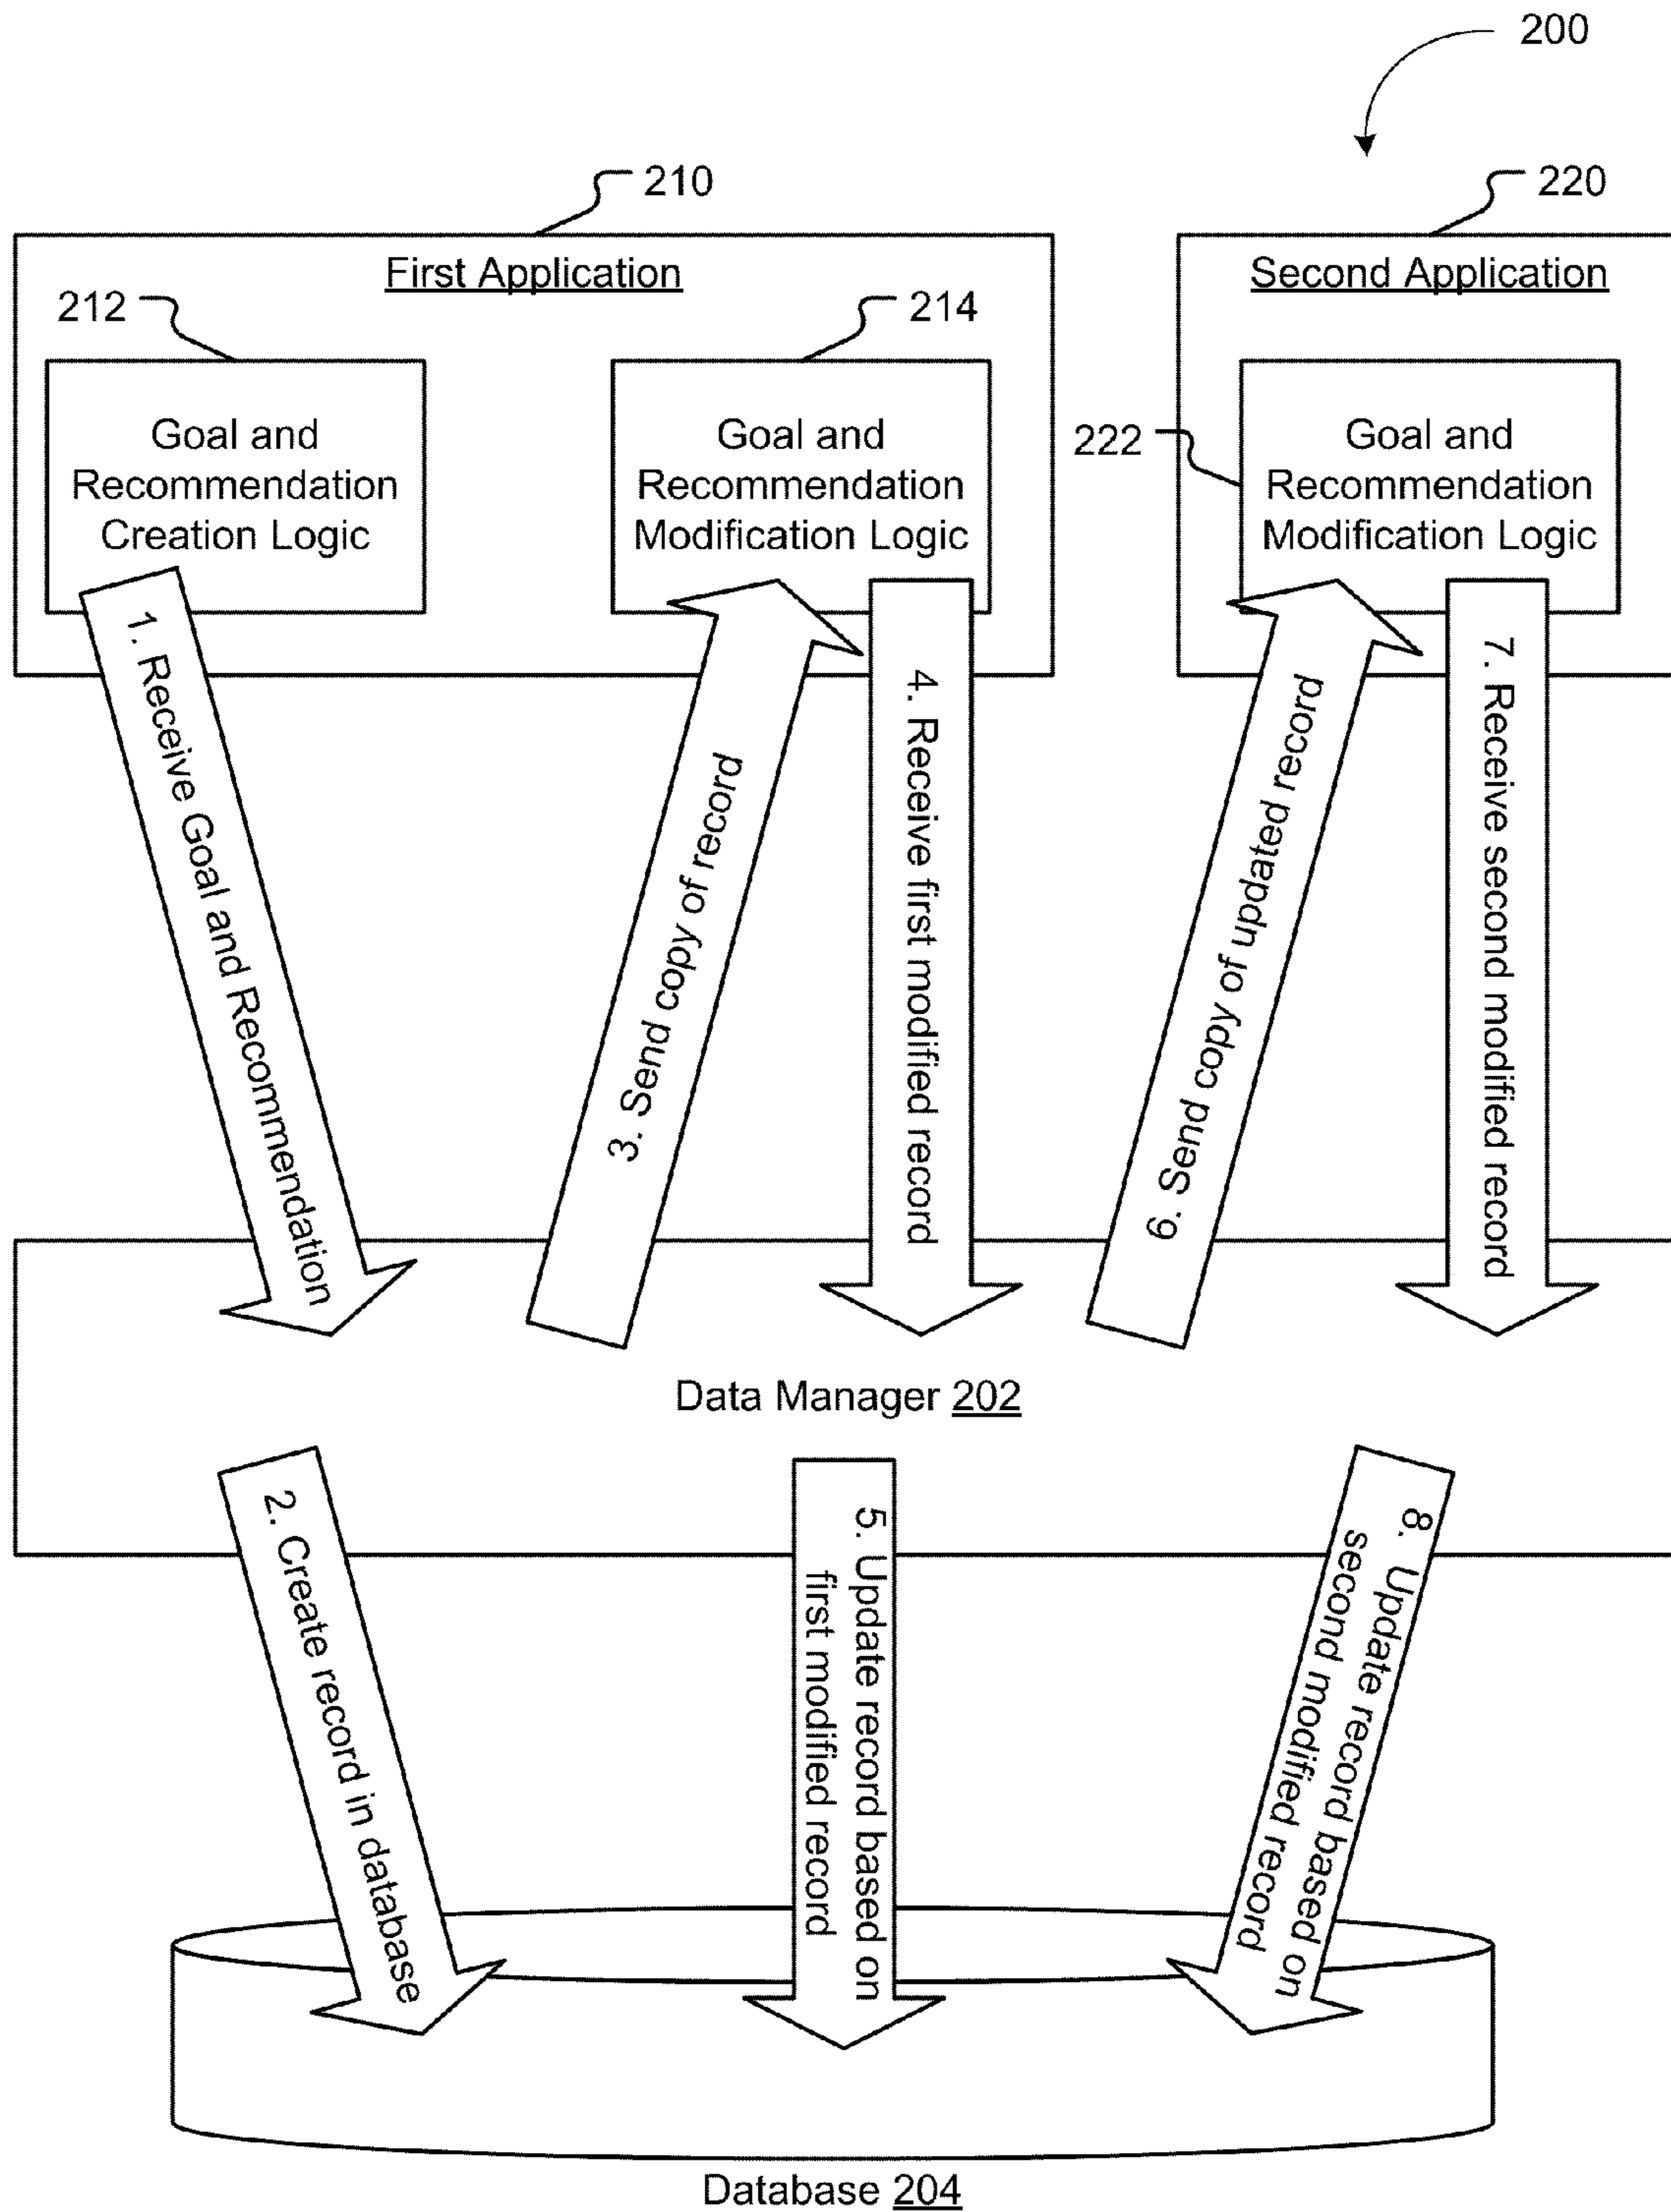 200
210
220
First Application
Second Application
212
214
Goal and
Recommendation
Creation Logic
Goal and
Recommendation
Modification Logic
222
Goal and
Recommendation
Modification Logic
1. Receive Goal and Recommendation
3. Send copy of record
4. Receive first modified record
6. Send copy of updated record
7. Receive second modified record
Data Manager 202
2. Create record in database
5. Update record based on
first modified record
8. Update record based on
second modified record
Database 204